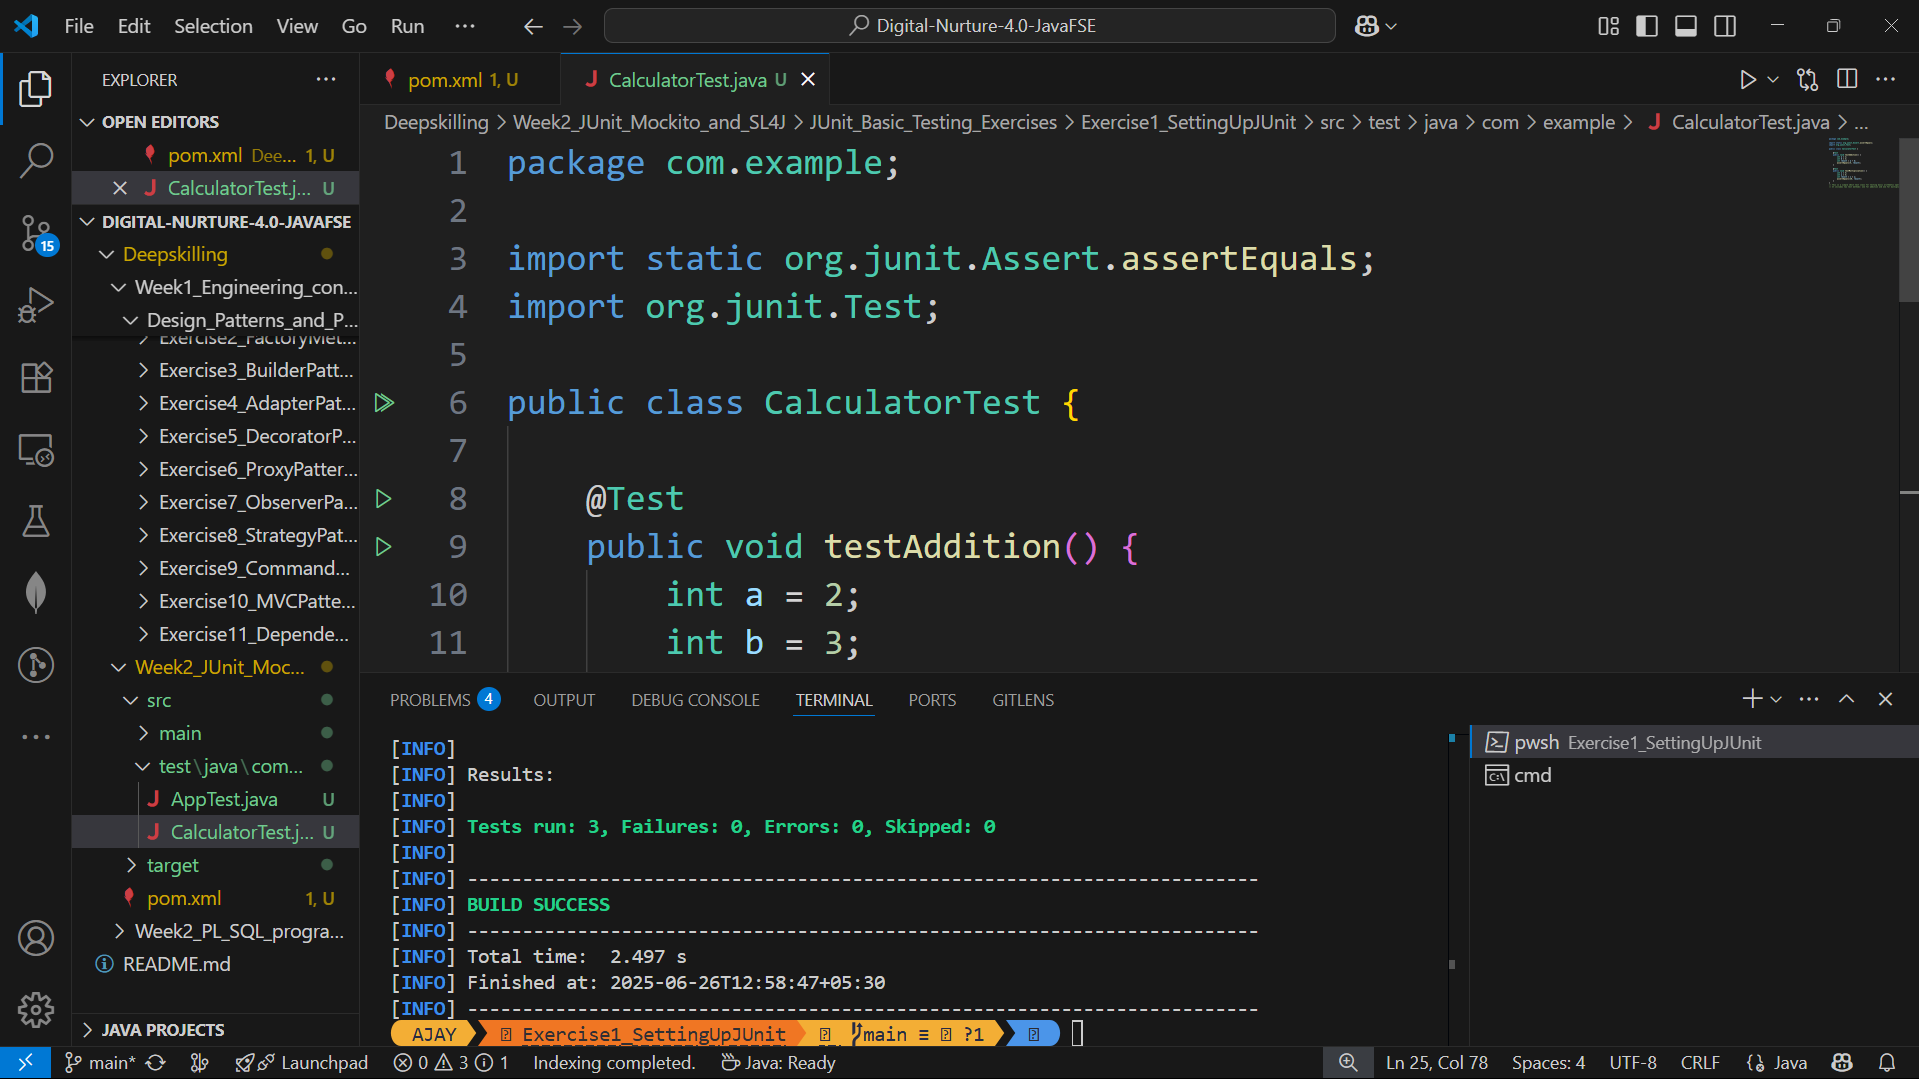 File Edit Selection View Go Run ··· Digital-Nurture-4.0-JavaFSE
EXPLORER
OPEN EDITORS
pom.xml Dee... 1, U
CalculatorTest.j... U
DIGITAL-NURTURE-4.0-JAVAFSE
Deepskilling
Week1_Engineering_con...
Design_Patterns_and_P...
Exercise2_FactoryMet...
Exercise3_BuilderPatt...
Exercise4_AdapterPat...
Exercise5_DecoratorP...
Exercise6_ProxyPatter...
Exercise7_ObserverPa...
Exercise8_StrategyPat...
Exercise9_Command...
Exercise10_MVCPatte...
Exercise11_Depende...
Week2_JUnit_Moc...
src
main
test\java\com...
AppTest.java U
CalculatorTest.j... U
target
pom.xml 1, U
Week2_PL_SQL_progra...
README.md
JAVA PROJECTS
15
pom.xml 1, U CalculatorTest.java U
Deepskilling > Week2_JUnit_Mockito_and_SL4J > JUnit_Basic_Testing_Exercises > Exercise1_SettingUpJUnit > src > test > java > com > example > CalculatorTest.java > ...
1 package com.example;
2
3 import static org.junit.Assert.assertEquals;
4 import org.junit.Test;
5
6 public class CalculatorTest {
7
8 @Test
9 public void testAddition() {
10 int a = 2;
11 int b = 3;
PROBLEMS 4 OUTPUT DEBUG CONSOLE TERMINAL PORTS GITLENS
[INFO]
[INFO] Results:
[INFO]
[INFO] Tests run: 3, Failures: 0, Errors: 0, Skipped: 0
[INFO]
[INFO] ------------------------------------------------------------------------
[INFO] BUILD SUCCESS
[INFO] ------------------------------------------------------------------------
[INFO] Total time:  2.497 s
[INFO] Finished at: 2025-06-26T12:58:47+05:30
[INFO] ------------------------------------------------------------------------
AJAY Exercise1_SettingUpJUnit main ≡ ?1
pwsh Exercise1_SettingUpJUnit
cmd
main* Launchpad 0 3 1 Indexing completed. Java: Ready Ln 25, Col 78 Spaces: 4 UTF-8 CRLF {} Java